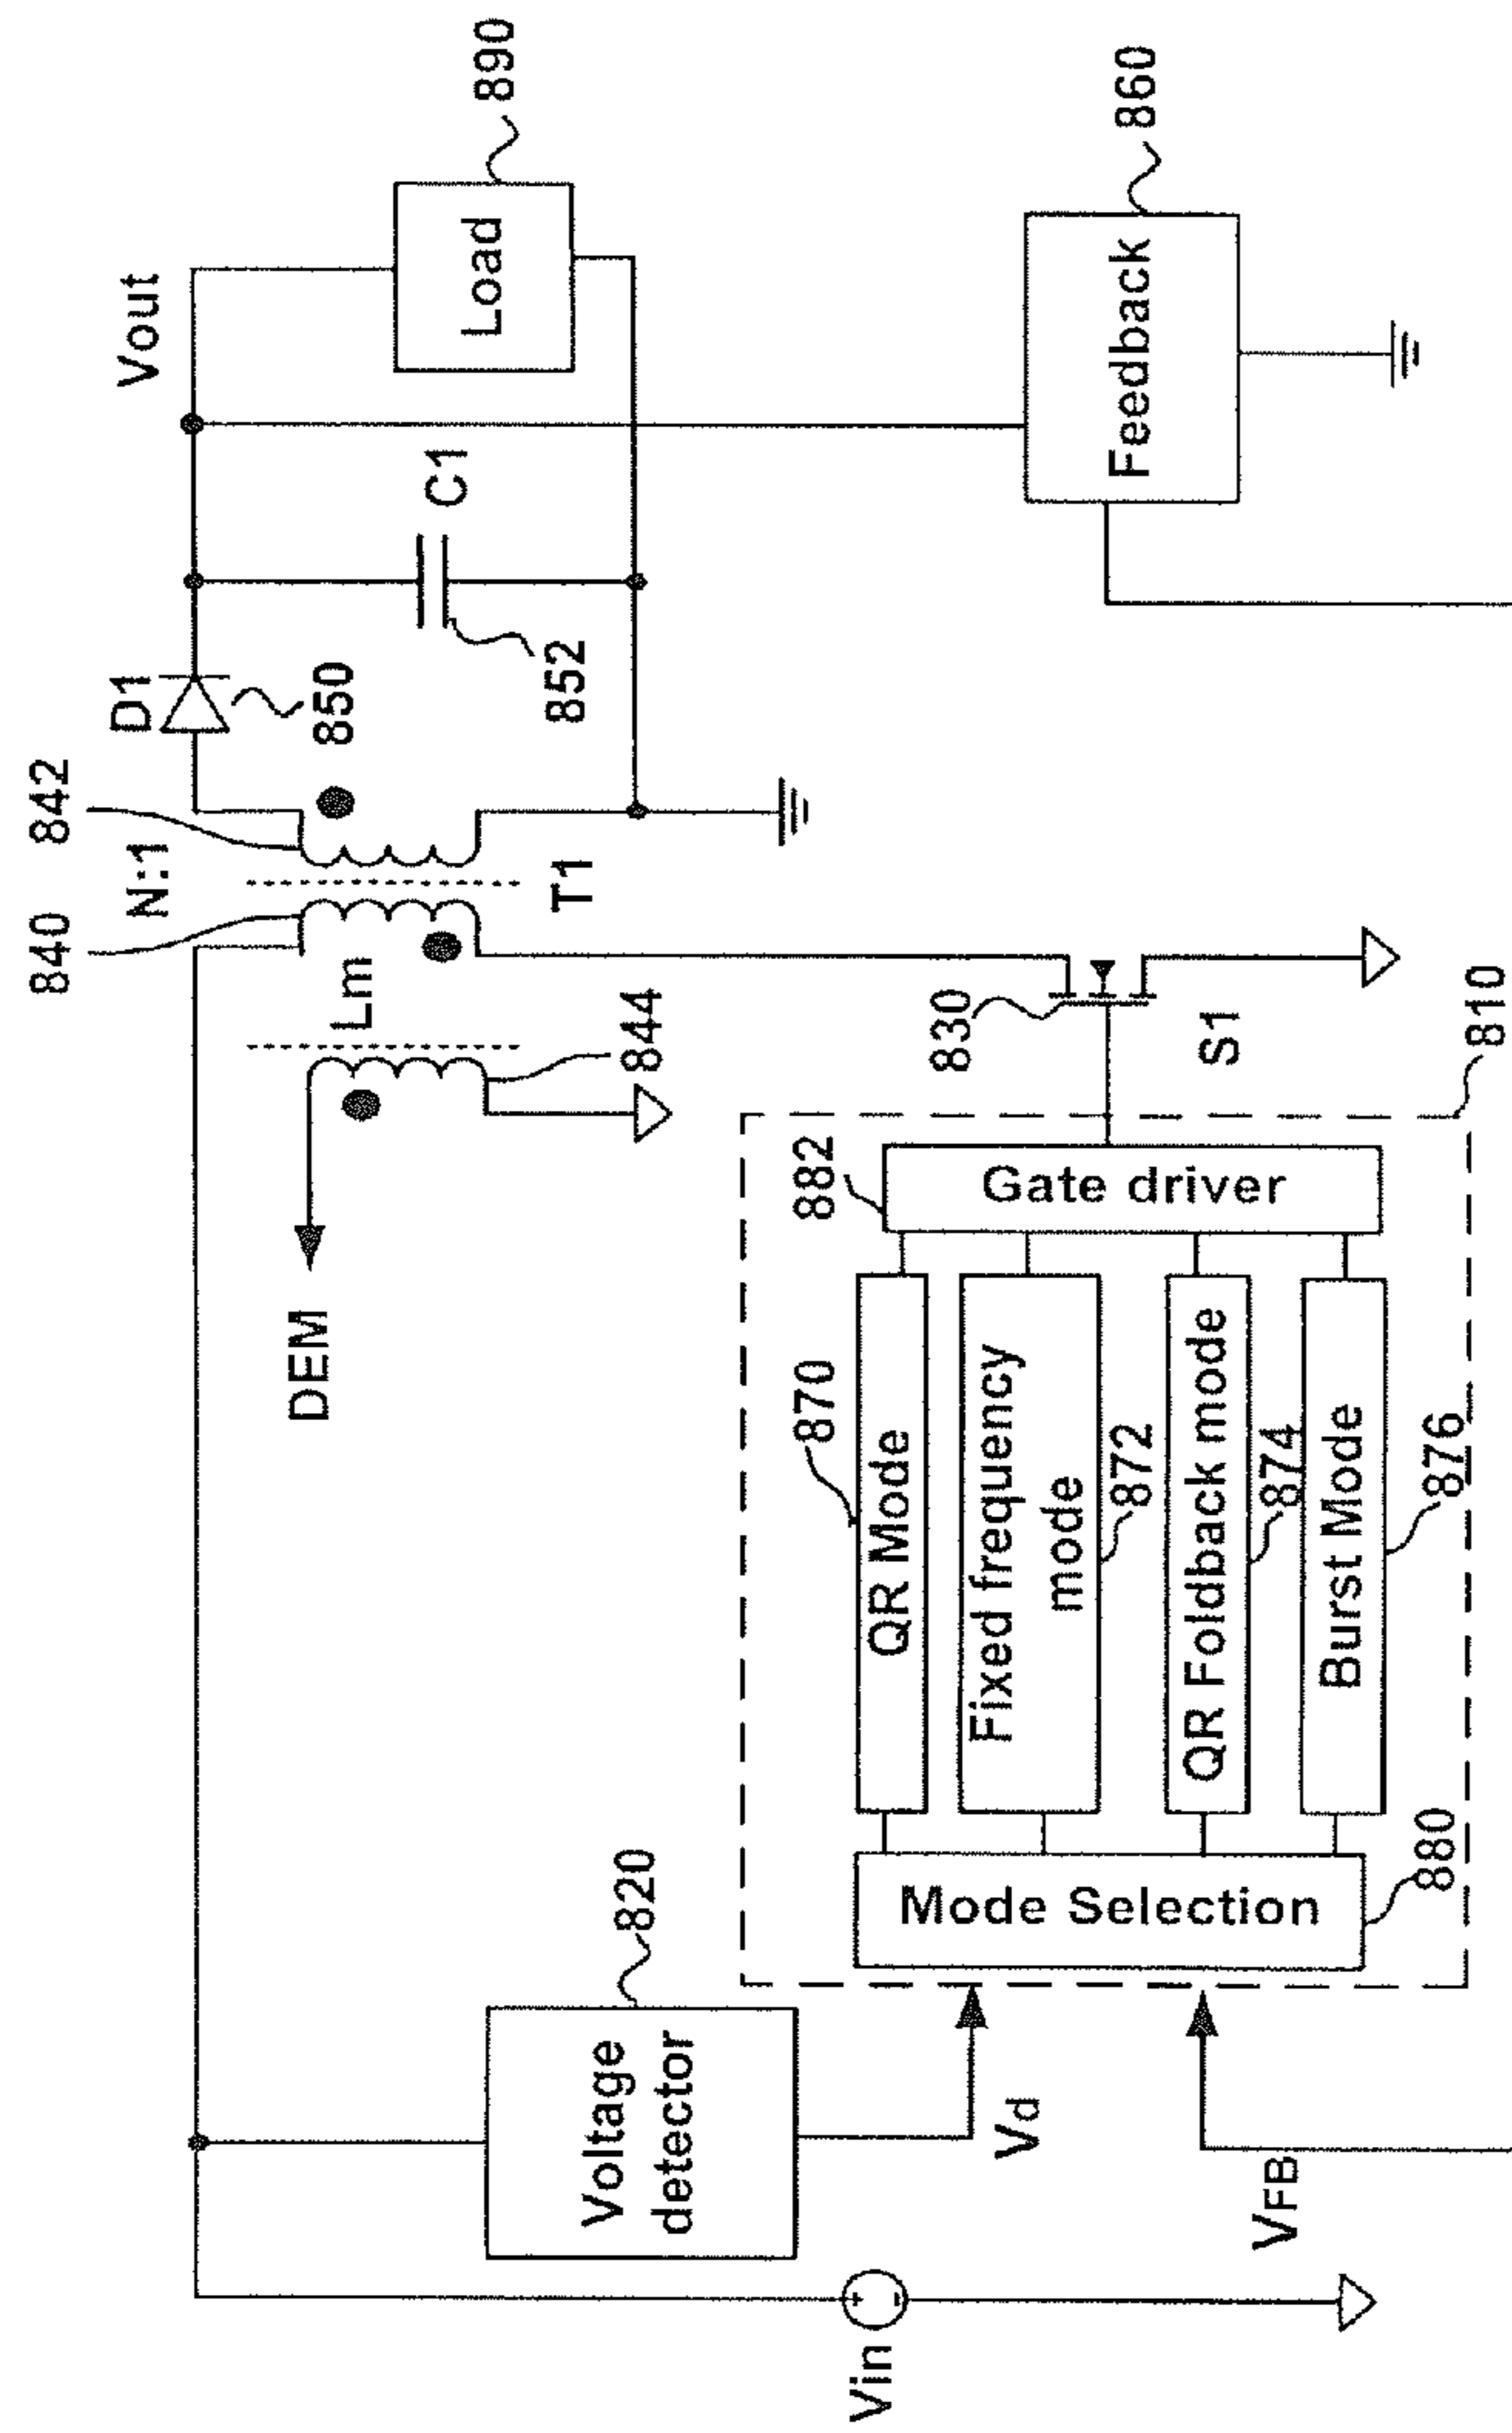 840
842
N:1
D1
850
Vout
890
Load
C1
852
Lm
T1
844
DEM
830
S1
860
Feedback
810
882
Gate driver
870
QR Mode
Fixed frequency
mode
872
QR Foldback mode
874
Burst Mode
876
Mode Selection
880
820
Voltage
detector
Vd
VFB
Vin